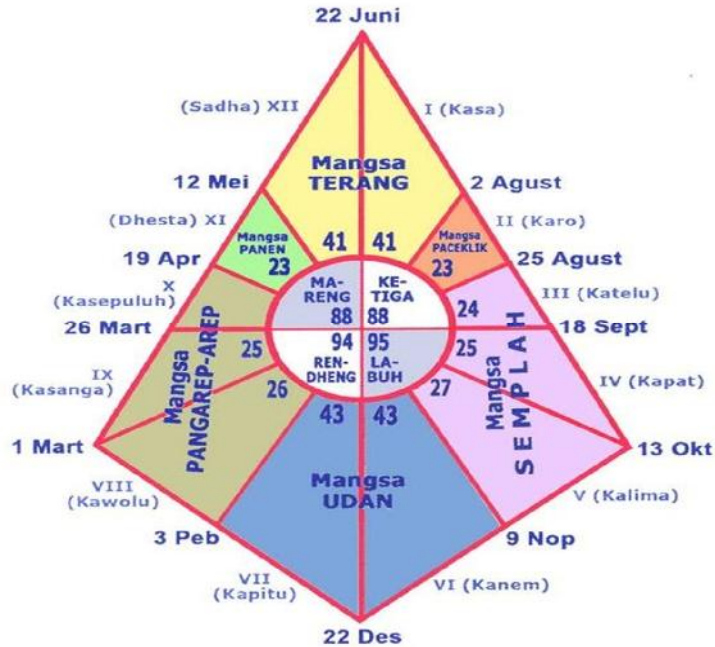 22 Juni
(Sadha) XII
I (Kasa)
Mangsa
TERANG
12 Mei
2 Agust
(Dhesta) XI
II (Karo)
Mangsa
PANEN
23
41
41
Mangsa
PACEKLIK
23
19 Apr
25 Agust
X
(Kasepuluh)
MA-
RENG
88
KE-
TIGA
88
24
III (Katelu)
26 Mart
18 Sept
IX
(Kasanga)
Mangsa
PANGAREP-AREP
25
26
94
REN-
DHENG
95
LA-
BUH
25
27
Mangsa
SEMPLAH
IV (Kapat)
43
43
1 Mart
13 Okt
VIII
(Kawolu)
Mangsa
UDAN
V (Kalima)
3 Peb
9 Nop
VII
(Kapitu)
VI (Kanem)
22 Des